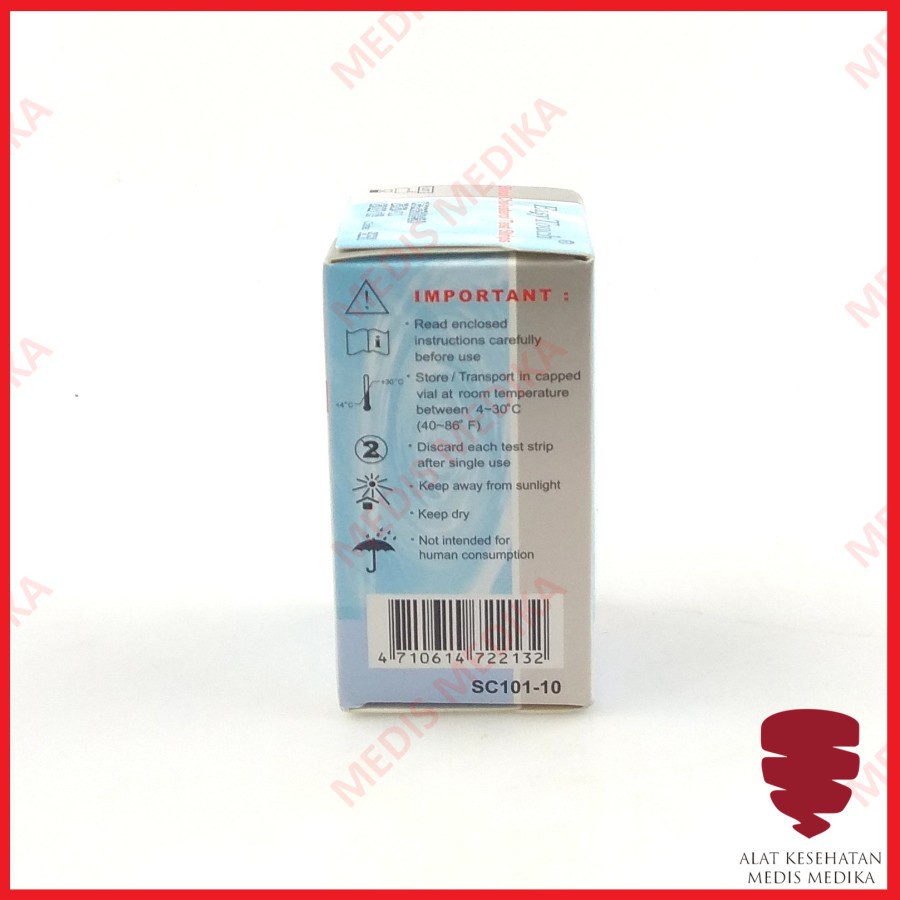 EasyTouch ®
IMPORTANT :
· Read enclosed
instructions carefully
before use
+30°C
+4°C
· Store / Transport in capped
vial at room temperature
between 4~30°C
(40~86° F)
2
· Discard each test strip
after single use
· Keep away from sunlight
· Keep dry
· Not intended for
human consumption
4 710614 722132
SC101-10
MEDIS MEDIKA
ALAT KESEHATAN
MEDIS MEDIKA